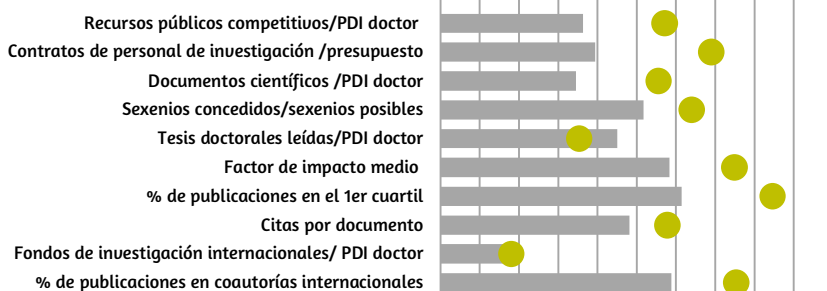 Recursos públicos competitivos/PDI doctor
Contratos de personal de investigación /presupuesto
Documentos científicos /PDI doctor
Sexenios concedidos/sexenios posibles
Tesis doctorales leídas/PDI doctor
Factor de impacto medio
% de publicaciones en el 1er cuartil
Citas por documento
Fondos de investigación internacionales/ PDI doctor
% de publicaciones en coautorías internacionales